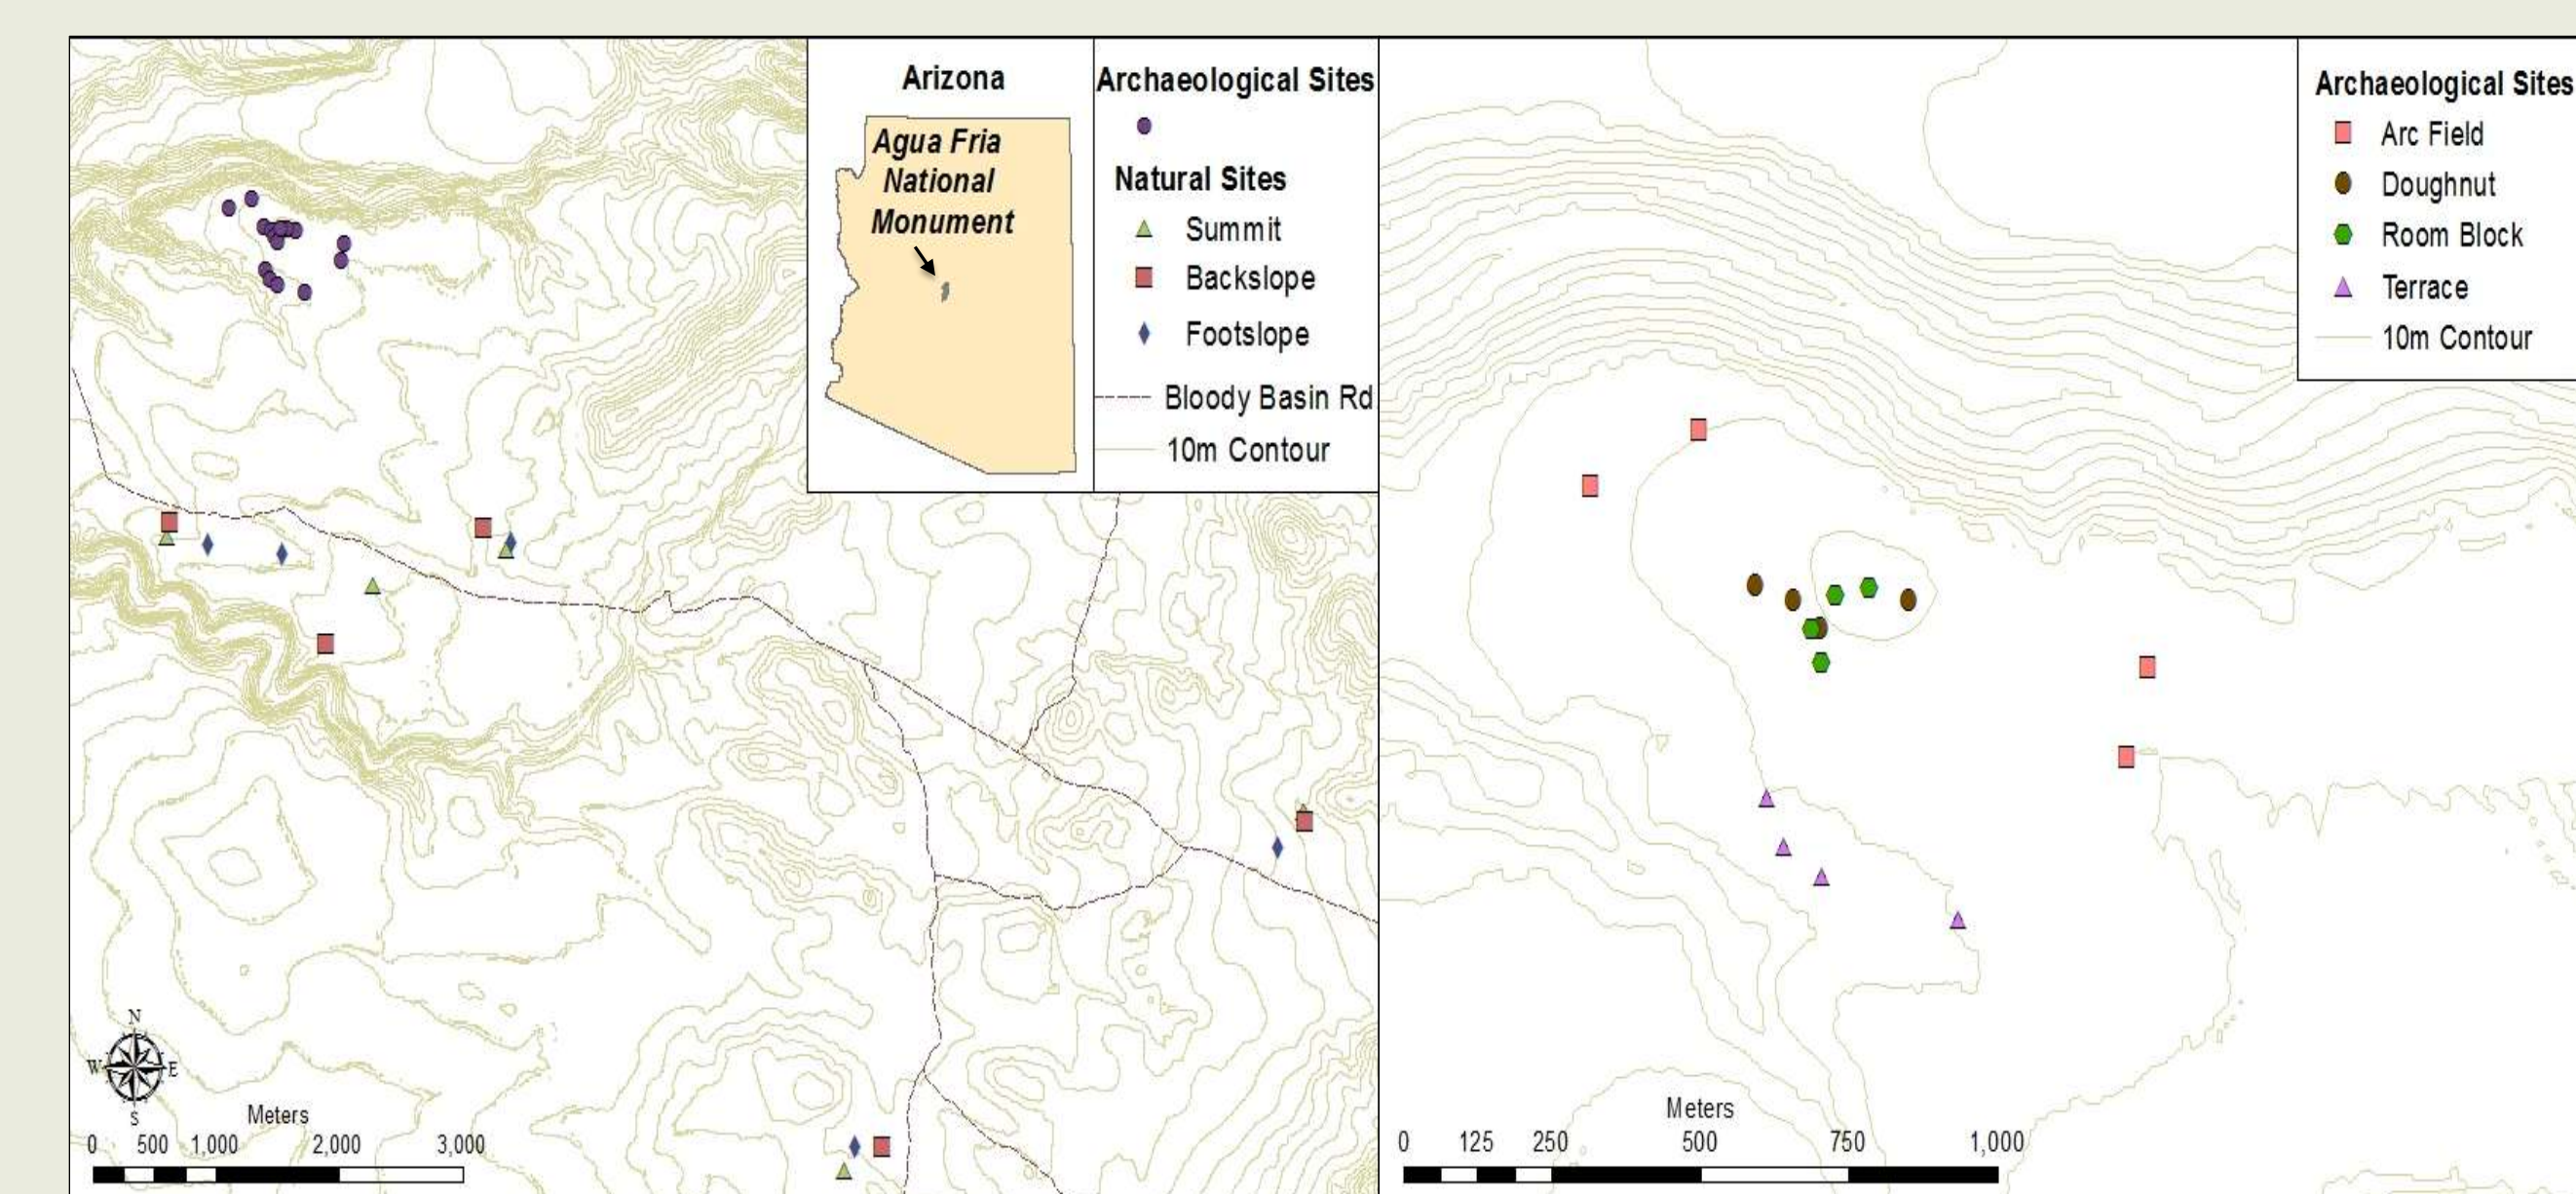 Arizona
Agua Fria
National
Monument
Archaeological Sites
Natural Sites
Summit
Backslope
Footslope
Bloody Basin Rd
10m Contour
N
W
E
S
Meters
0 500 1,000 2,000 3,000
Archaeological Sites
Arc Field
Doughnut
Room Block
Terrace
10m Contour
Meters
0 125 250 500 750 1,000